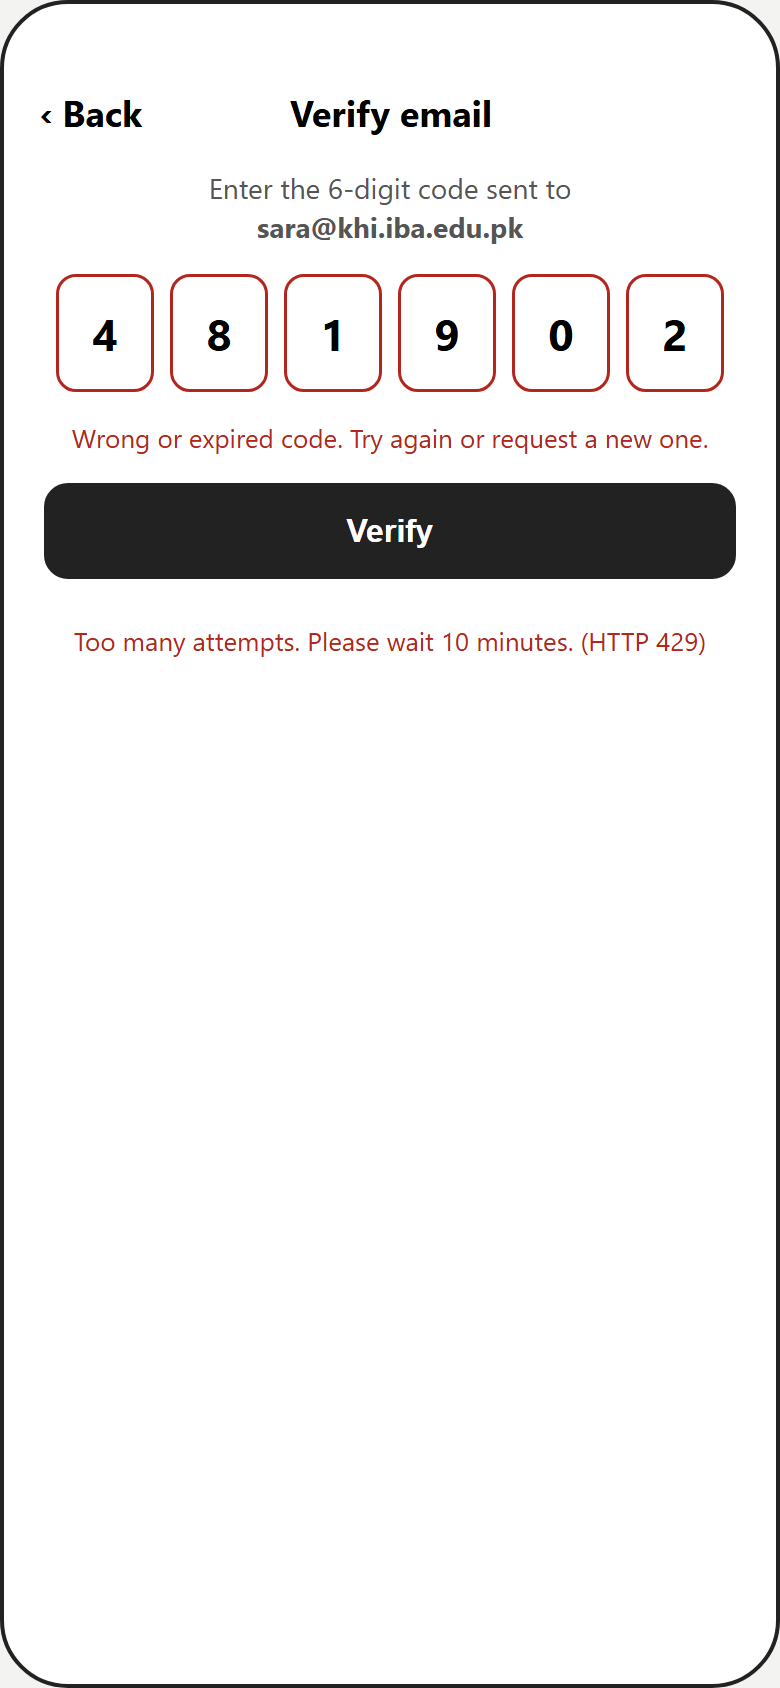 ‹ Back
Verify email
Enter the 6-digit code sent to
sara@khi.iba.edu.pk
4 8 1 9 0 2
Wrong or expired code. Try again or request a new one.
Verify
Too many attempts. Please wait 10 minutes. (HTTP 429)